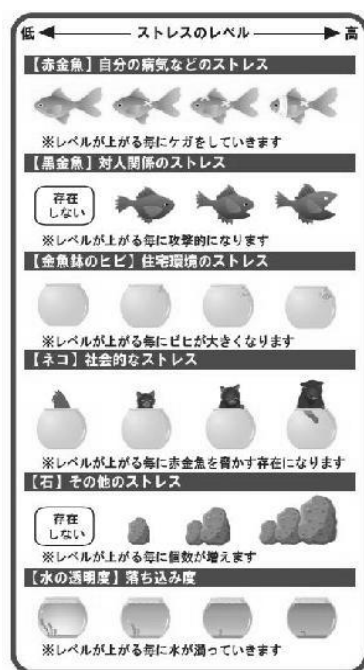 低 ストレスのレベル 高
【赤金魚】自分の病気などのストレス
※レベルが上がる毎にケガをしていきます
【黒金魚】対人関係のストレス
存在
しない
※レベルが上がる毎に攻撃的になります
【金魚鉢のヒビ】住宅環境のストレス
※レベルが上がる毎にヒビが大きくなります
【ネコ】社会的なストレス
※レベルが上がる毎に赤金魚を脅かす存在になります
【石】その他のストレス
存在
しない
※レベルが上がる毎に個数が増えます
【水の透明度】落ち込み度
※レベルが上がる毎に水が濁っていきます